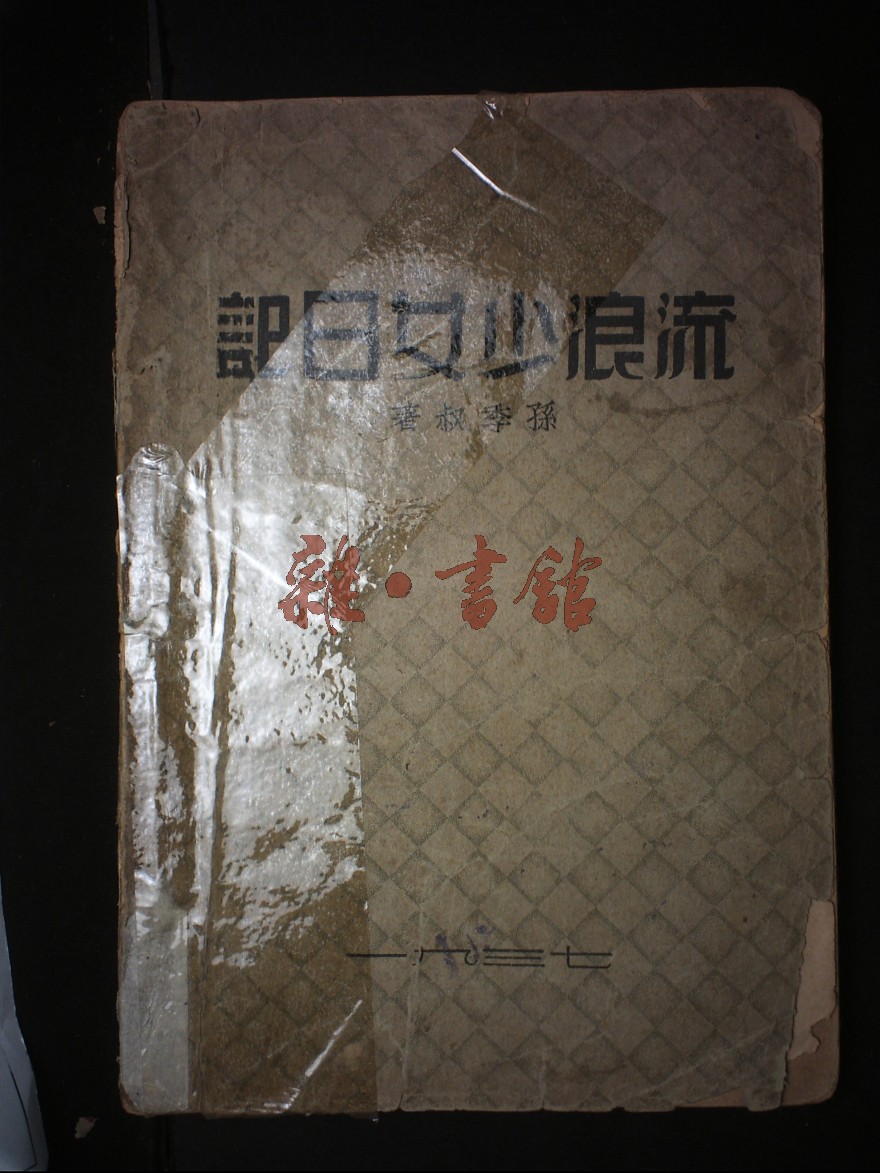 流浪少女日記
孫季叔著
雜·書館
一九三七